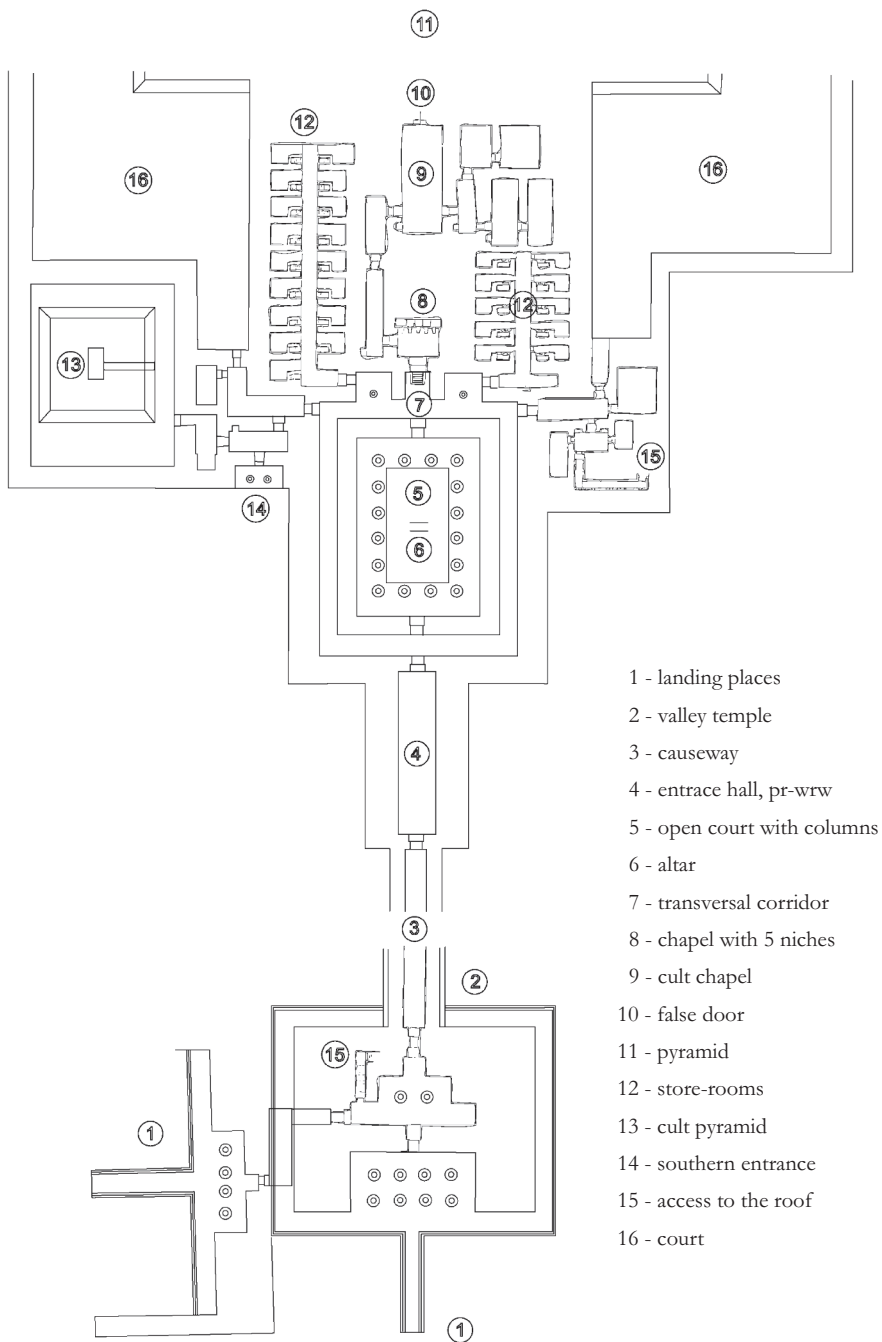 11
10
12
9
16
16
8
12
13
7
15
5
14
6
4
3
2
15
1
1
1 - landing places
2 - valley temple
3 - causeway
4 - entrace hall, pr-wrw
5 - open court with columns
6 - altar
7 - transversal corridor
8 - chapel with 5 niches
9 - cult chapel
10 - false door
11 - pyramid
12 - store-rooms
13 - cult pyramid
14 - southern entrance
15 - access to the roof
16 - court